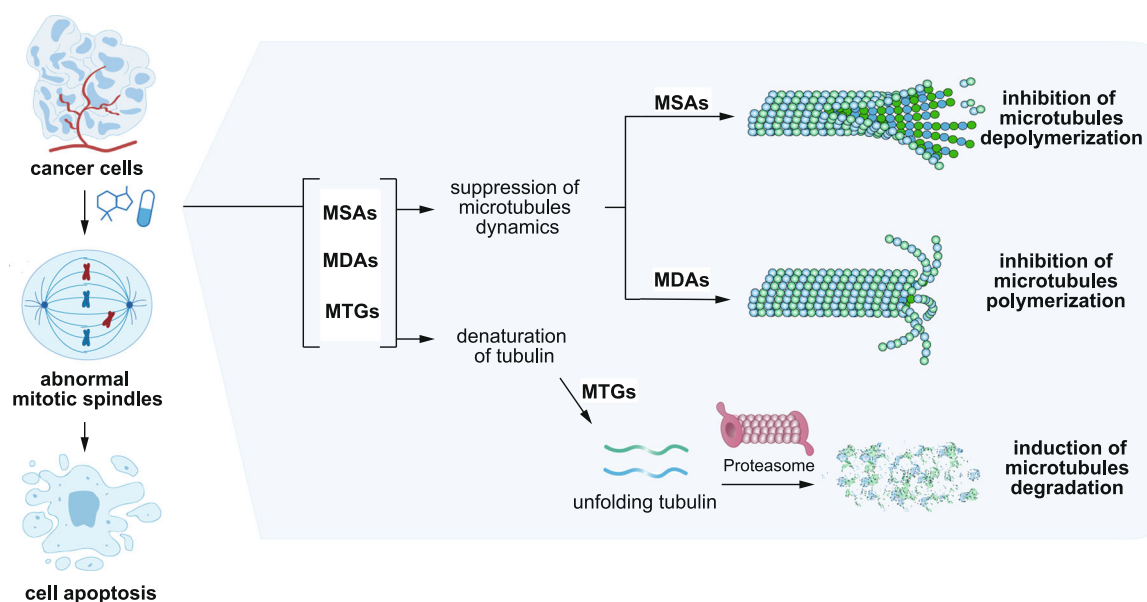 cancer cells
abnormal
mitotic spindles
cell apoptosis
MSAs
MDAs
MTGs
suppression of
microtubules
dynamics
denaturation
of tubulin
MSAs
MDAs
MTGs
unfolding tubulin
Proteasome
inhibition of
microtubules
depolymerization
inhibition of
microtubules
polymerization
induction of
microtubules
degradation